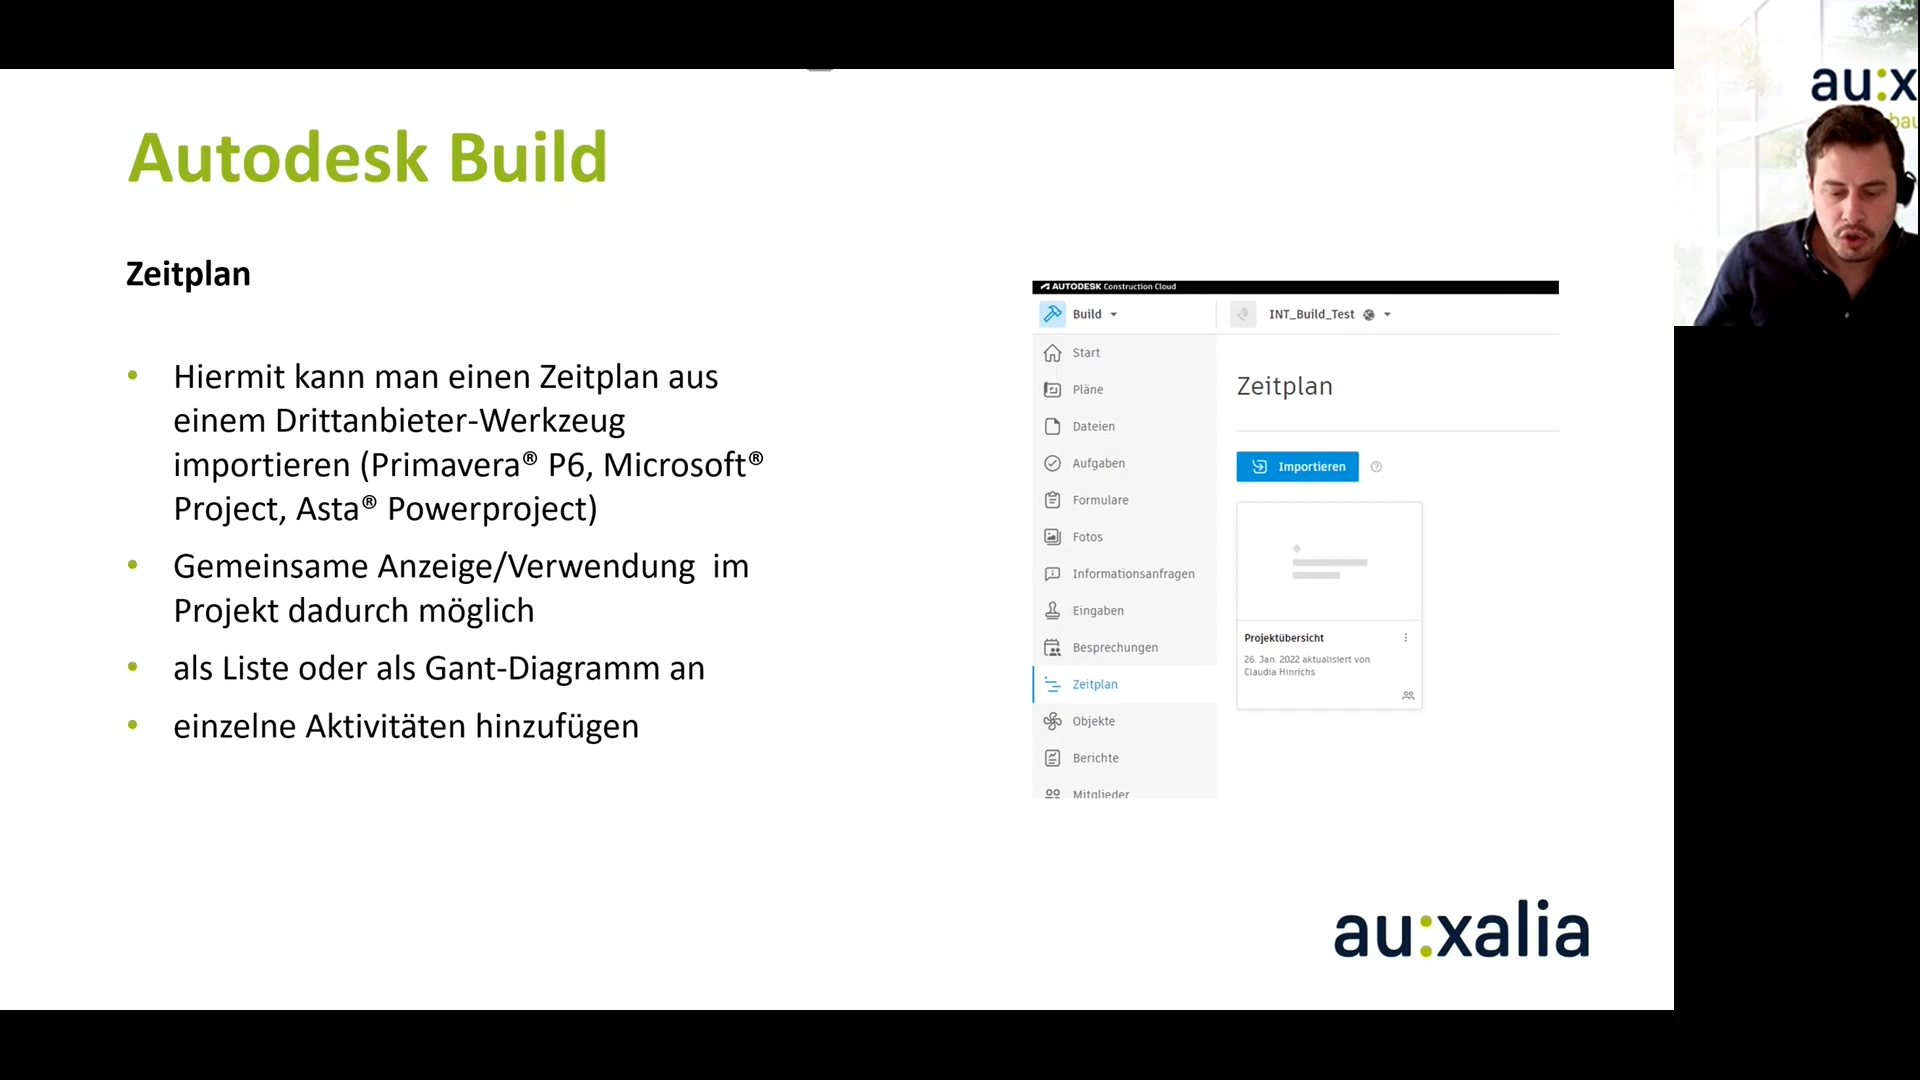 Autodesk Build
Zeitplan
• Hiermit kann man einen Zeitplan aus
einem Drittanbieter-Werkzeug
importieren (Primavera® P6, Microsoft®
Project, Asta® Powerproject)
• Gemeinsame Anzeige/Verwendung im
Projekt dadurch möglich
• als Liste oder als Gant-Diagramm an
• einzelne Aktivitäten hinzufügen
AUTODESK Construction Cloud
Build
INT_Build_Test
Start
Pläne
Dateien
Aufgaben
Formulare
Fotos
Informationsanfragen
Eingaben
Besprechungen
Zeitplan
Objekte
Berichte
Mitglieder
Zeitplan
Importieren
Projektübersicht
26. Jan. 2022 aktualisiert von
Claudia Hinrichs
au:xalia
au:x
bau